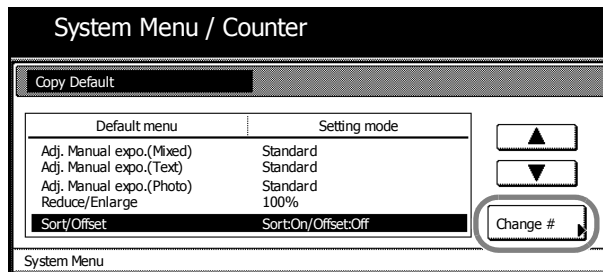 System Menu / Counter
Copy Default
Default menu Setting mode
Adj. Manual expo.(Mixed) Standard
Adj. Manual expo.(Text) Standard
Adj. Manual expo.(Photo) Standard
Reduce/Enlarge 100%
Sort/Offset Sort:On/Offset:Off
Change #
System Menu